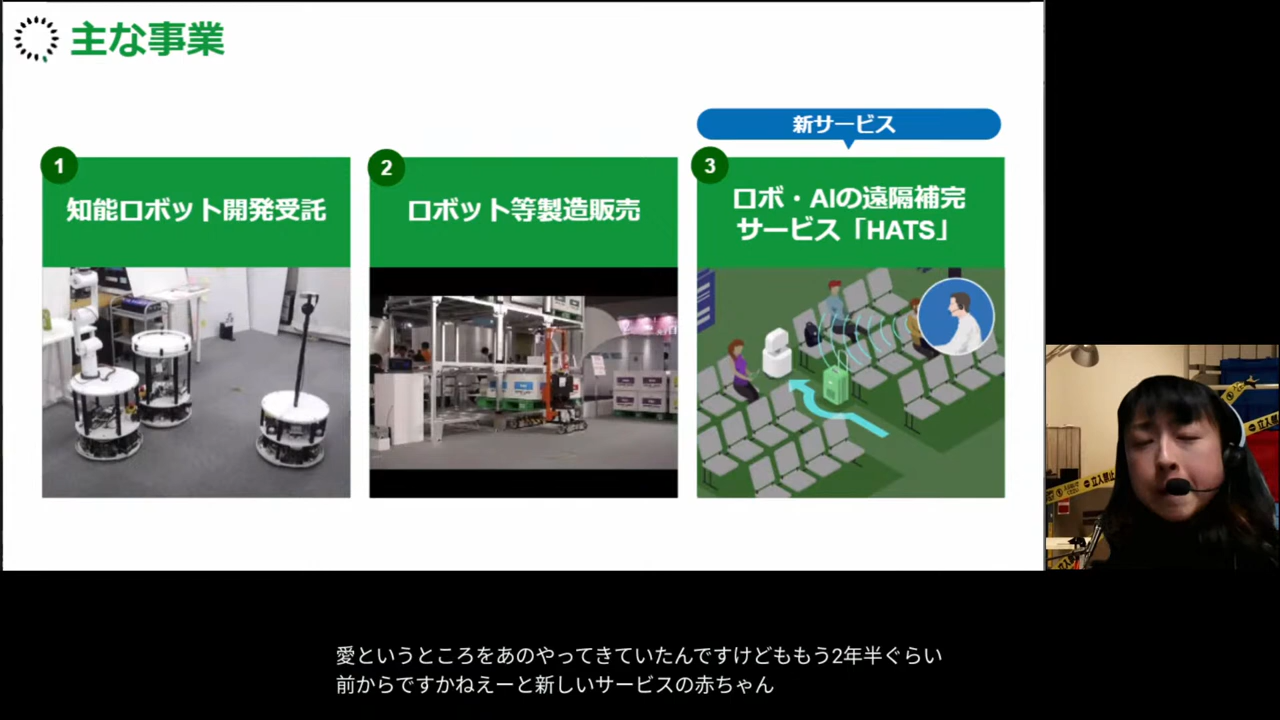 主な事業
新サービス
1
知能ロボット開発受託
2
ロボット等製造販売
3
ロボ・AIの遠隔補完
サービス「HATS」
立入禁止
愛というところをあのやってきていたんですけどももう2年半ぐらい
前からですかねえーと新しいサービスの赤ちゃん